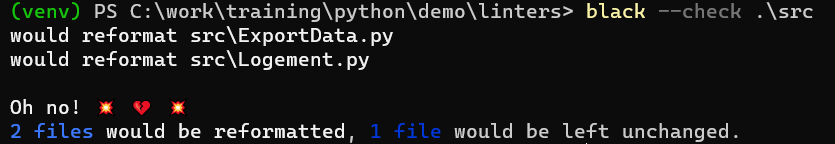 (venv) PS C:\work\training\python\demo\linters> black --check .\src
would reformat src\ExportData.py
would reformat src\Logement.py

Oh no! 💥 💔 💥
2 files would be reformatted, 1 file would be left unchanged.